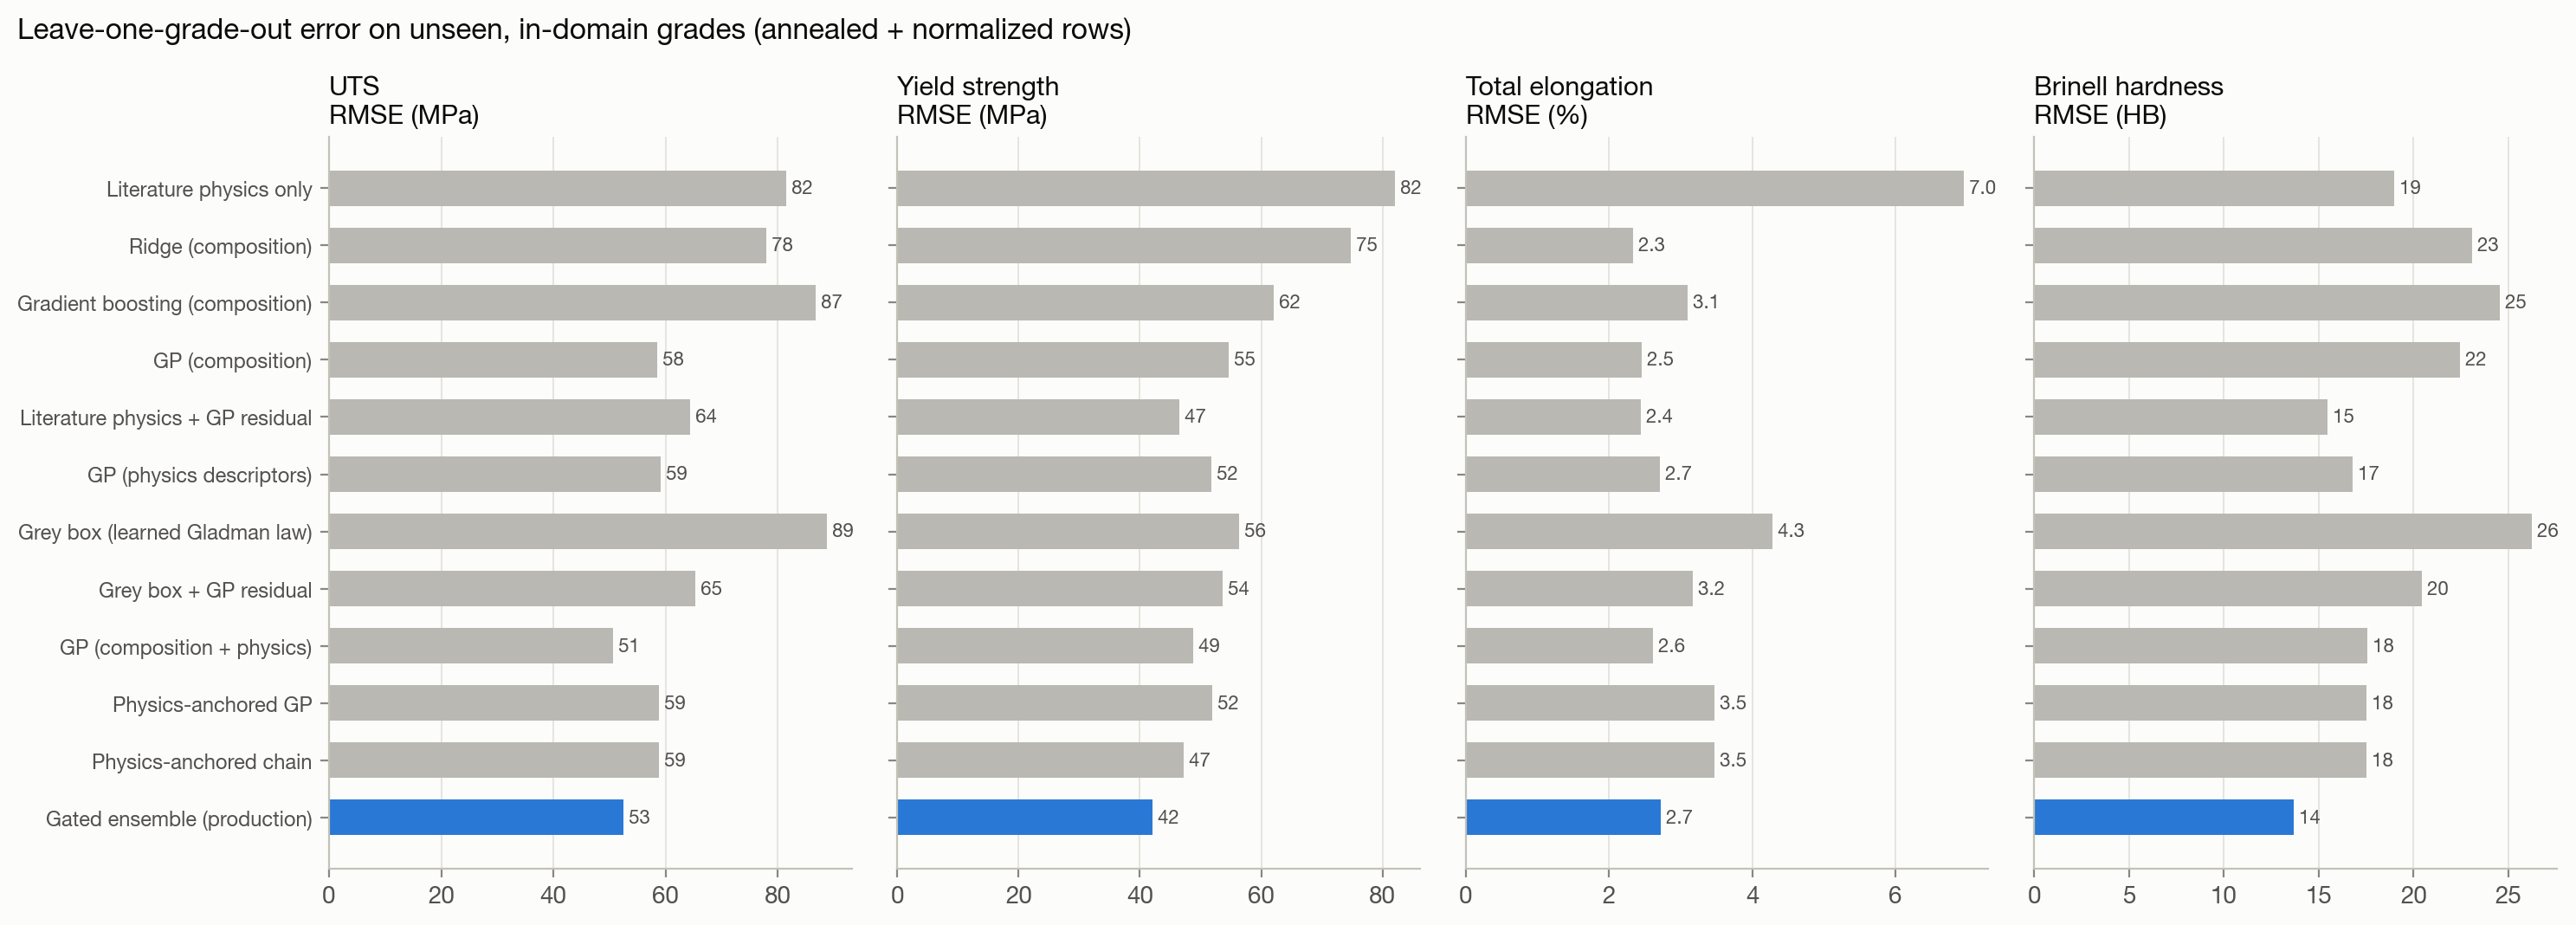 Leave-one-grade-out error on unseen, in-domain grades (annealed + normalized rows)
UTS
RMSE (MPa)
Yield strength
RMSE (MPa)
Total elongation
RMSE (%)
Brinell hardness
RMSE (HB)
Literature physics only 82 82 7.0 19
Ridge (composition) 78 75 2.3 23
Gradient boosting (composition) 87 62 3.1 25
GP (composition) 58 55 2.5 22
Literature physics + GP residual 64 47 2.4 15
GP (physics descriptors) 59 52 2.7 17
Grey box (learned Gladman law) 89 56 4.3 26
Grey box + GP residual 65 54 3.2 20
GP (composition + physics) 51 49 2.6 18
Physics-anchored GP 59 52 3.5 18
Physics-anchored chain 59 47 3.5 18
Gated ensemble (production) 53 42 2.7 14
0 20 40 60 80
0 20 40 60 80
0 2 4 6
0 5 10 15 20 25